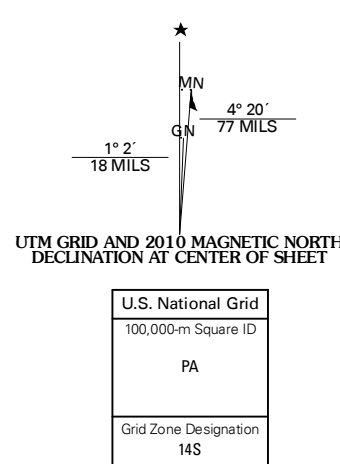 ★
MN
GN
4° 20´
77 MILS
1° 2´
18 MILS
UTM GRID AND 2010 MAGNETIC NORTH
DECLINATION AT CENTER OF SHEET
U.S. National Grid
100,000-m Square ID
PA
Grid Zone Designation
14S